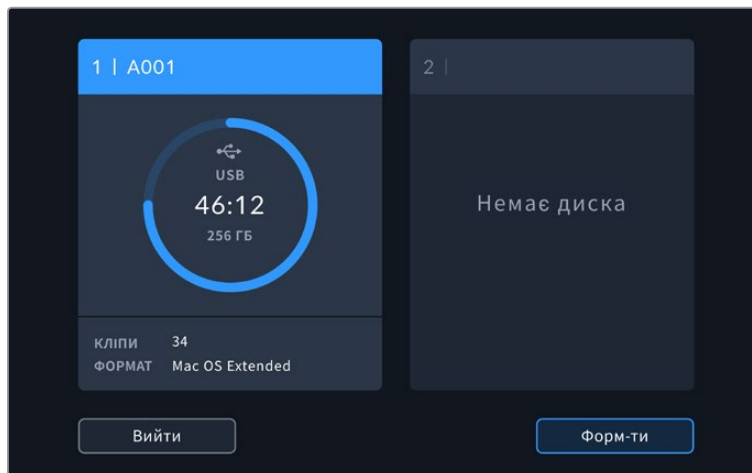 1 | A001
USB
46:12
256 ГБ
КЛІПИ 34
ФОРМАТ Mac OS Extended
2 |
Немає диска
Вийти
Форм-ти